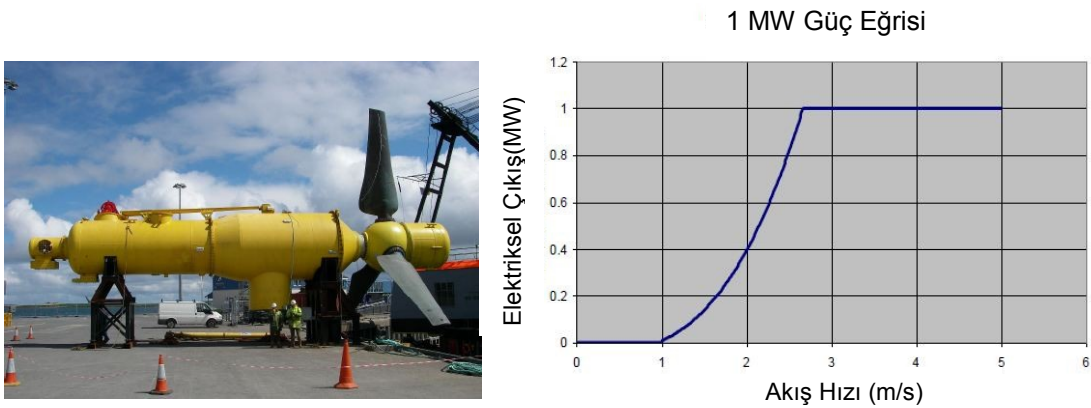 1 MW Güç Eğrisi
Elektriksel Çıkış(MW)
1.2
1
0.8
0.6
0.4
0.2
0
0 1 2 3 4 5 6
Akış Hızı (m/s)